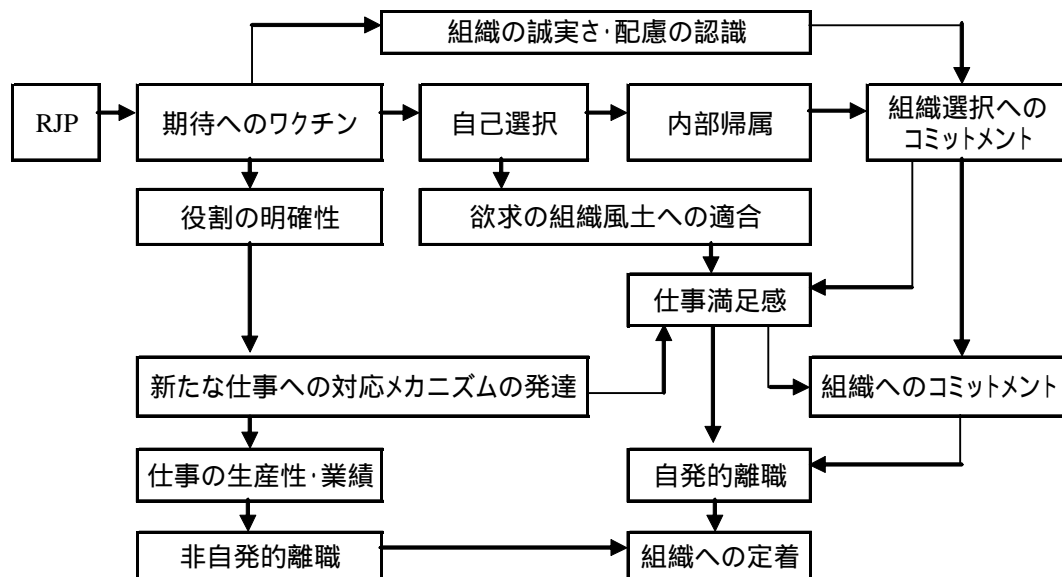 組織の誠実さ･配慮の認識
RJP
期待へのワクチン
自己選択
内部帰属
組織選択への
コミットメント
役割の明確性
欲求の組織風土への適合
仕事満足感
新たな仕事への対応メカニズムの発達
組織へのコミットメント
仕事の生産性･業績
自発的離職
非自発的離職
組織への定着